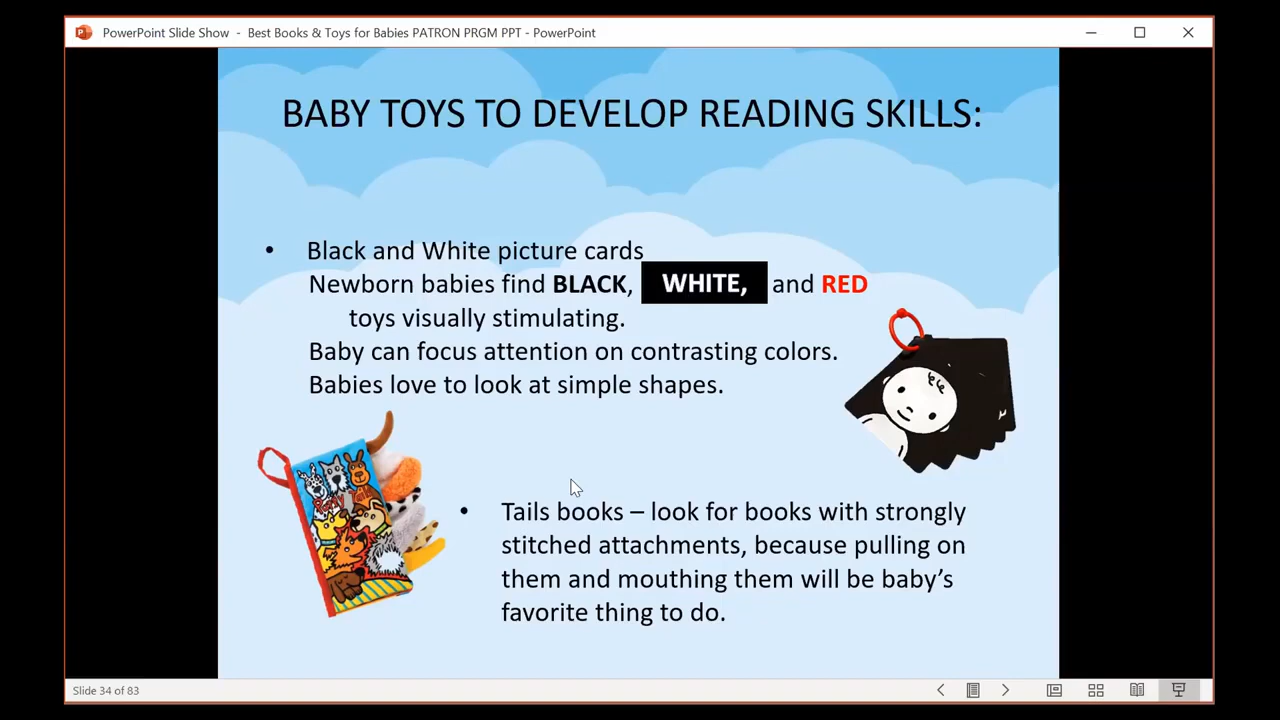 PowerPoint Slide Show - Best Books & Toys for Babies PATRON PRGM PPT - PowerPoint
BABY TOYS TO DEVELOP READING SKILLS:
• Black and White picture cards
Newborn babies find BLACK, WHITE, and RED
toys visually stimulating.
Baby can focus attention on contrasting colors.
Babies love to look at simple shapes.
• Tails books – look for books with strongly
stitched attachments, because pulling on
them and mouthing them will be baby’s
favorite thing to do.
Slide 34 of 83